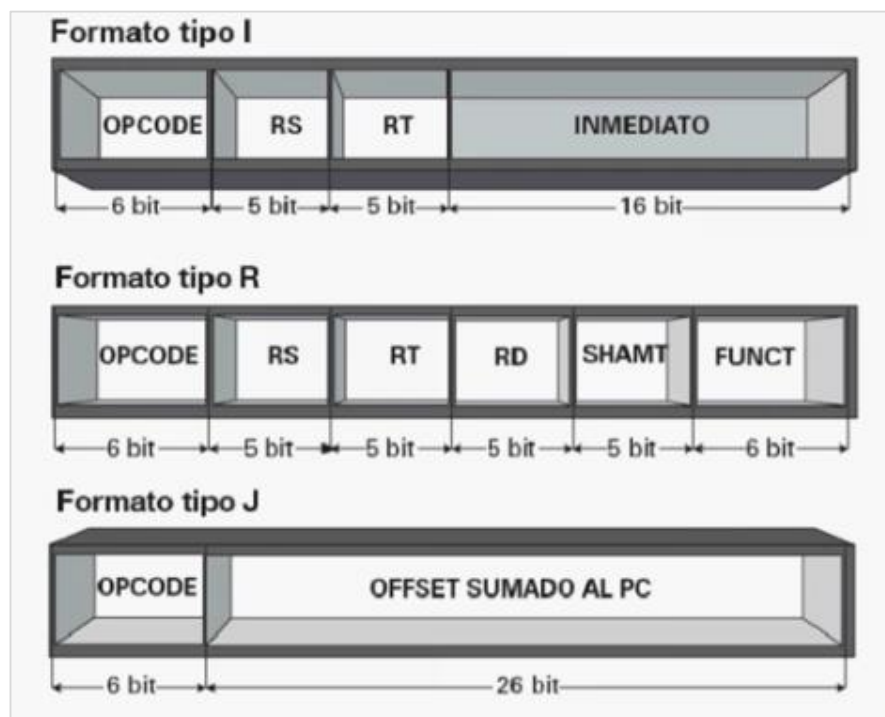 Formato tipo I
OPCODE RS RT INMEDIATO
6 bit 5 bit 5 bit 16 bit
Formato tipo R
OPCODE RS RT RD SHAMT FUNCT
6 bit 5 bit 5 bit 5 bit 5 bit 6 bit
Formato tipo J
OPCODE OFFSET SUMADO AL PC
6 bit 26 bit